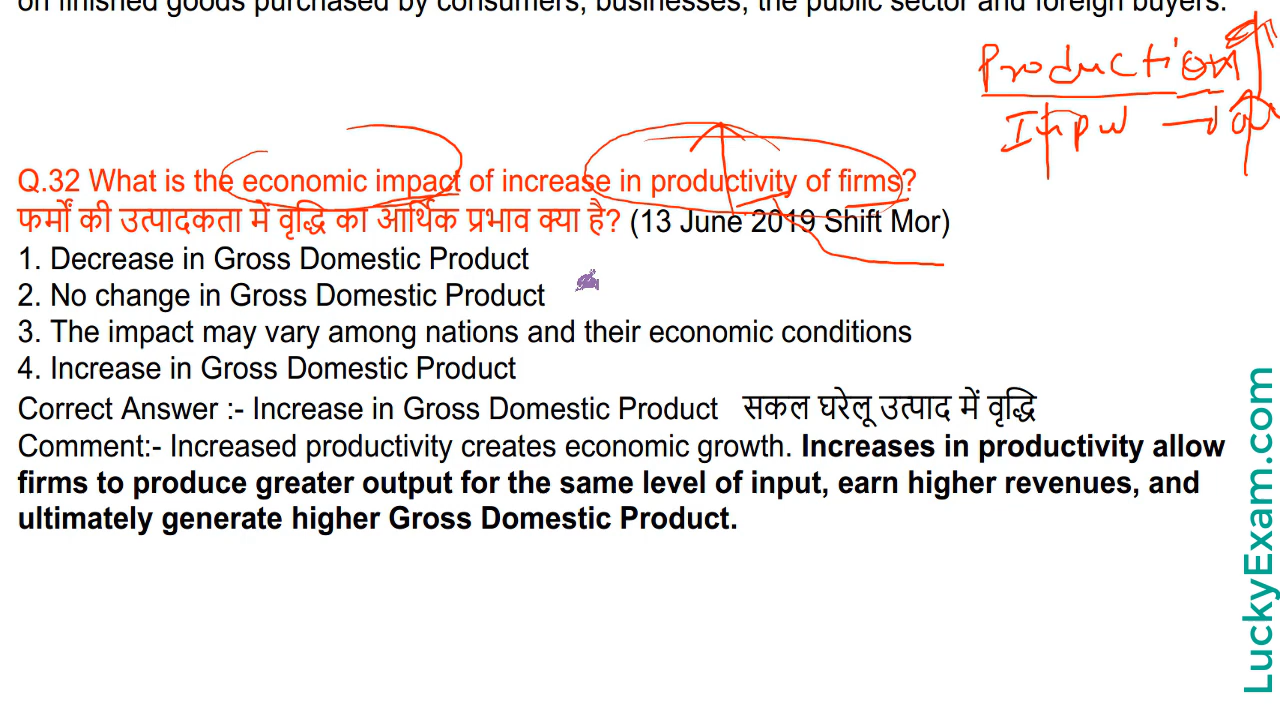 on finished goods purchased by consumers, businesses, the public sector and foreign buyers.
Production
Input
Q.32 What is the economic impact of increase in productivity of firms?
फर्मों की उत्पादकता में वृद्धि का आर्थिक प्रभाव क्या है? (13 June 2019 Shift Mor)
1. Decrease in Gross Domestic Product
2. No change in Gross Domestic Product
3. The impact may vary among nations and their economic conditions
4. Increase in Gross Domestic Product
Correct Answer :- Increase in Gross Domestic Product सकल घरेलू उत्पाद में वृद्धि
Comment:- Increased productivity creates economic growth. Increases in productivity allow
firms to produce greater output for the same level of input, earn higher revenues, and
ultimately generate higher Gross Domestic Product.
LuckyExam.com